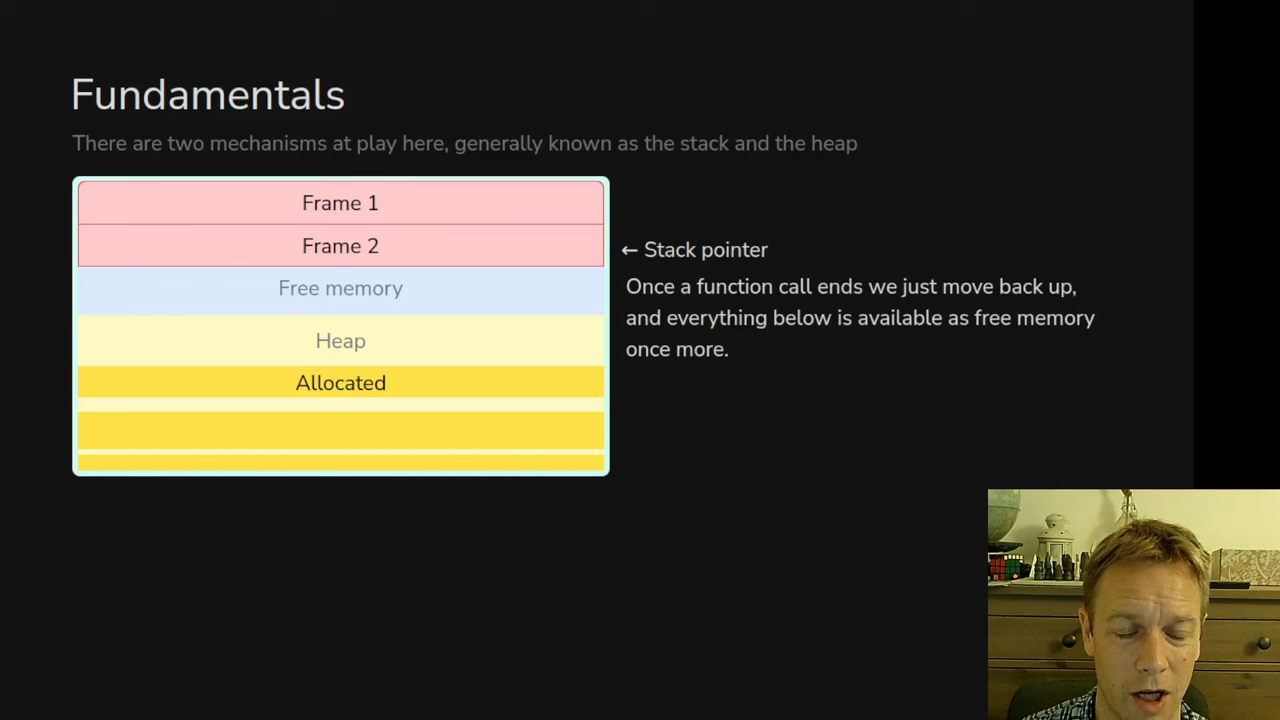 Fundamentals
There are two mechanisms at play here, generally known as the stack and the heap
Frame 1
Frame 2
← Stack pointer
Free memory
Once a function call ends we just move back up,
and everything below is available as free memory
once more.
Heap
Allocated